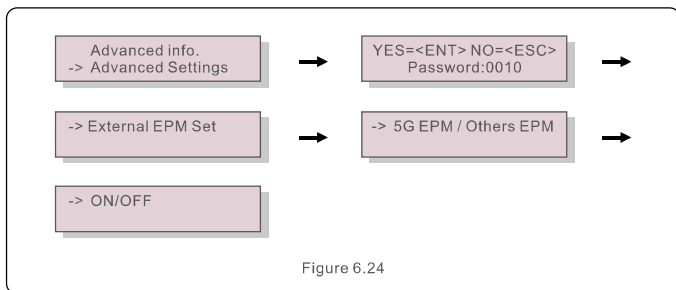 Advanced info.
-> Advanced Settings
YES=<ENT> NO=<ESC>
Password:0010
-> External EPM Set
-> 5G EPM / Others EPM
-> ON/OFF
Figure 6.24